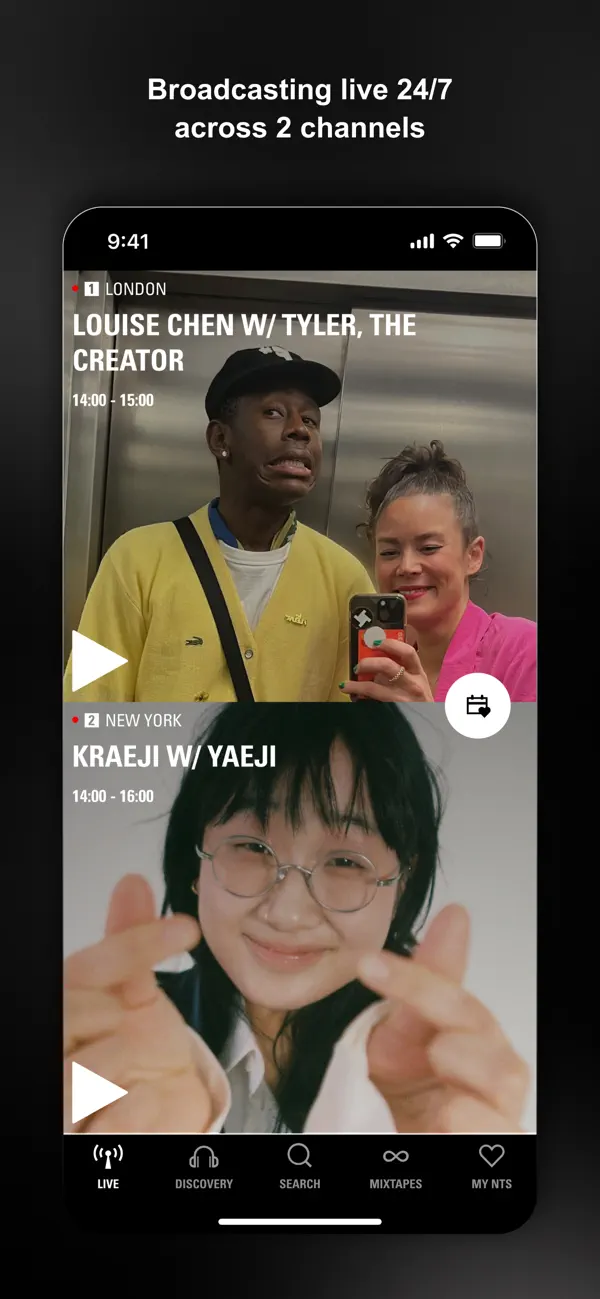 Broadcasting live 24/7
across 2 channels
9:41
1 LONDON
LOUISE CHEN W/ TYLER, THE
CREATOR
14:00 - 15:00
2 NEW YORK
KRAEJI W/ YAEJI
14:00 - 16:00
LIVE DISCOVERY SEARCH MIXTAPES MY NTS